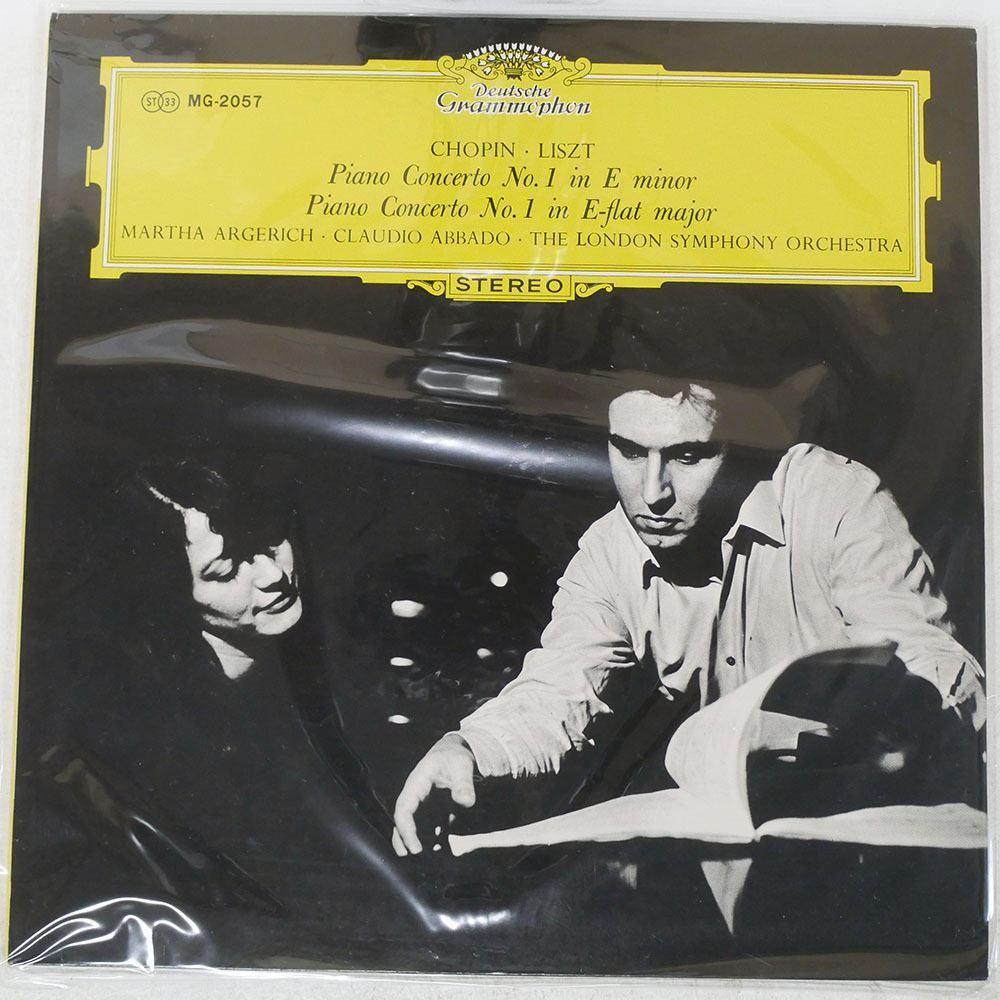 Deutsche
Grammophon
ST 33 MG-2057
CHOPIN · LISZT
Piano Concerto No. 1 in E minor
Piano Concerto No. 1 in E-flat major
MARTHA ARGERICH · CLAUDIO ABBADO · THE LONDON SYMPHONY ORCHESTRA
STEREO